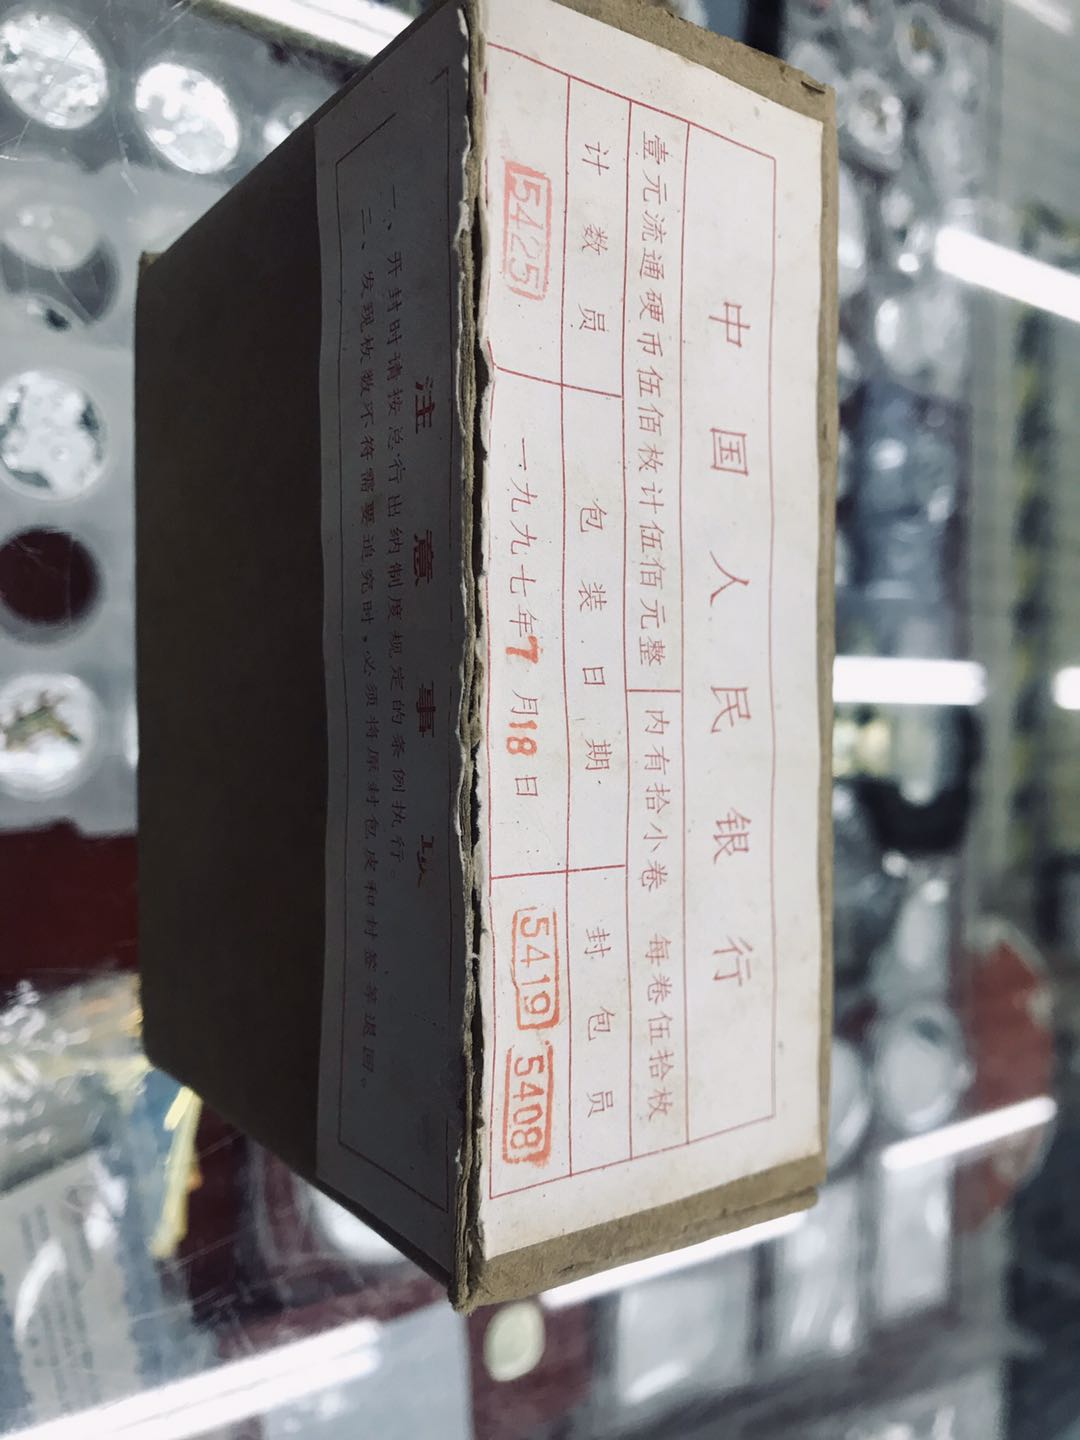 中国人民银行
壹元流通硬币伍佰枚计伍佰元整 内有拾小卷 每卷伍拾枚
计数员 包装日期 封包员
5425 一九九七年7月18日 5419 5408
注意事项
一、开封时请按总行出纳制度规定的条例执行。
二、发现枚数不符需要追究时，必须将原封包皮和封签等退回。